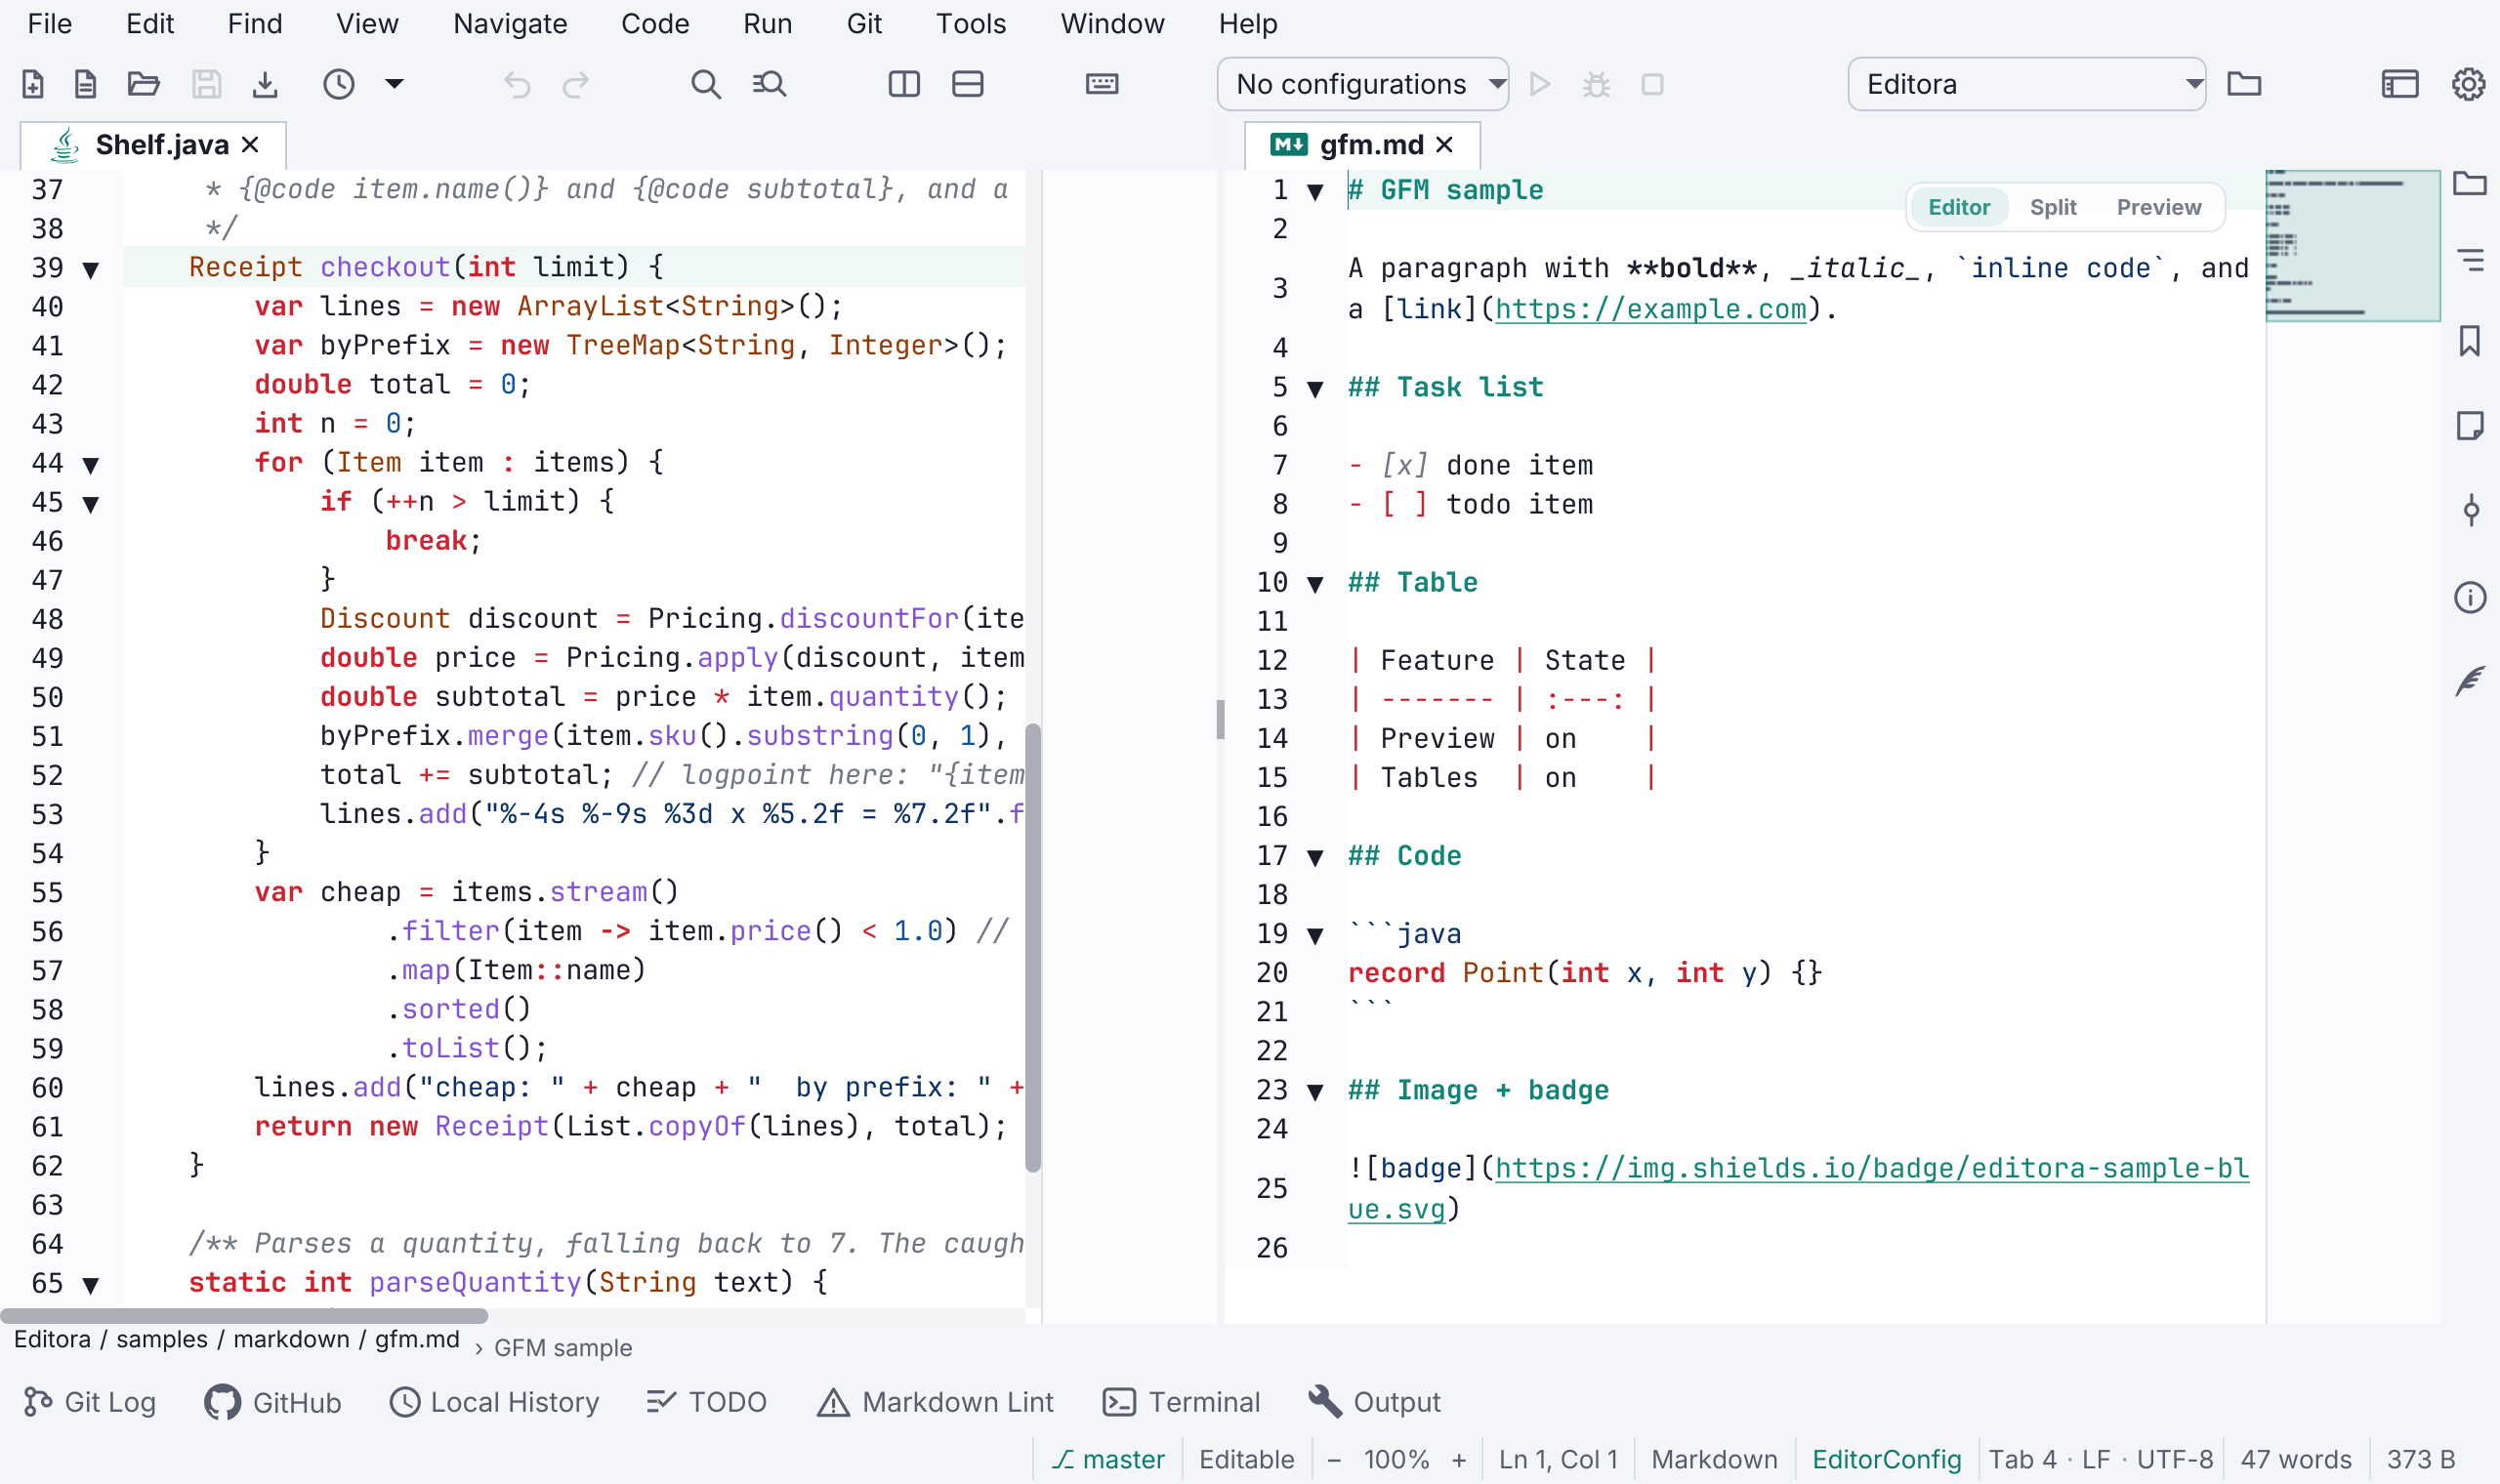 File Edit Find View Navigate Code Run Git Tools Window Help
No configurations
Editora
Shelf.java
37 * {@code item.name()} and {@code subtotal}, and a
38 */
39 Receipt checkout(int limit) {
40 var lines = new ArrayList<String>();
41 var byPrefix = new TreeMap<String, Integer>();
42 double total = 0;
43 int n = 0;
44 for (Item item : items) {
45 if (++n > limit) {
46 break;
47 }
48 Discount discount = Pricing.discountFor(ite
49 double price = Pricing.apply(discount, item
50 double subtotal = price * item.quantity();
51 byPrefix.merge(item.sku().substring(0, 1),
52 total += subtotal; // logpoint here: "{item
53 lines.add("%-4s %-9s %3d x %5.2f = %7.2f".f
54 }
55 var cheap = items.stream()
56 .filter(item -> item.price() < 1.0) //
57 .map(Item::name)
58 .sorted()
59 .toList();
60 lines.add("cheap: " + cheap + "  by prefix: " +
61 return new Receipt(List.copyOf(lines), total);
62 }
63
64 /** Parses a quantity, falling back to 7. The caugh
65 static int parseQuantity(String text) {
gfm.md
Editor Split Preview
1 # GFM sample
2
3 A paragraph with **bold**, _italic_, `inline code`, and
a [link](https://example.com).
4
5 ## Task list
6
7 - [x] done item
8 - [ ] todo item
9
10 ## Table
11
12 | Feature | State |
13 | ------- | :---: |
14 | Preview | on    |
15 | Tables  | on    |
16
17 ## Code
18
19 ```java
20 record Point(int x, int y) {}
21 ```
22
23 ## Image + badge
24
25 ![badge](https://img.shields.io/badge/editora-sample-bl
ue.svg)
26
Editora / samples / markdown / gfm.md › GFM sample
Git Log GitHub Local History TODO Markdown Lint Terminal Output
master Editable − 100% + Ln 1, Col 1 Markdown EditorConfig Tab 4 · LF · UTF-8 47 words 373 B